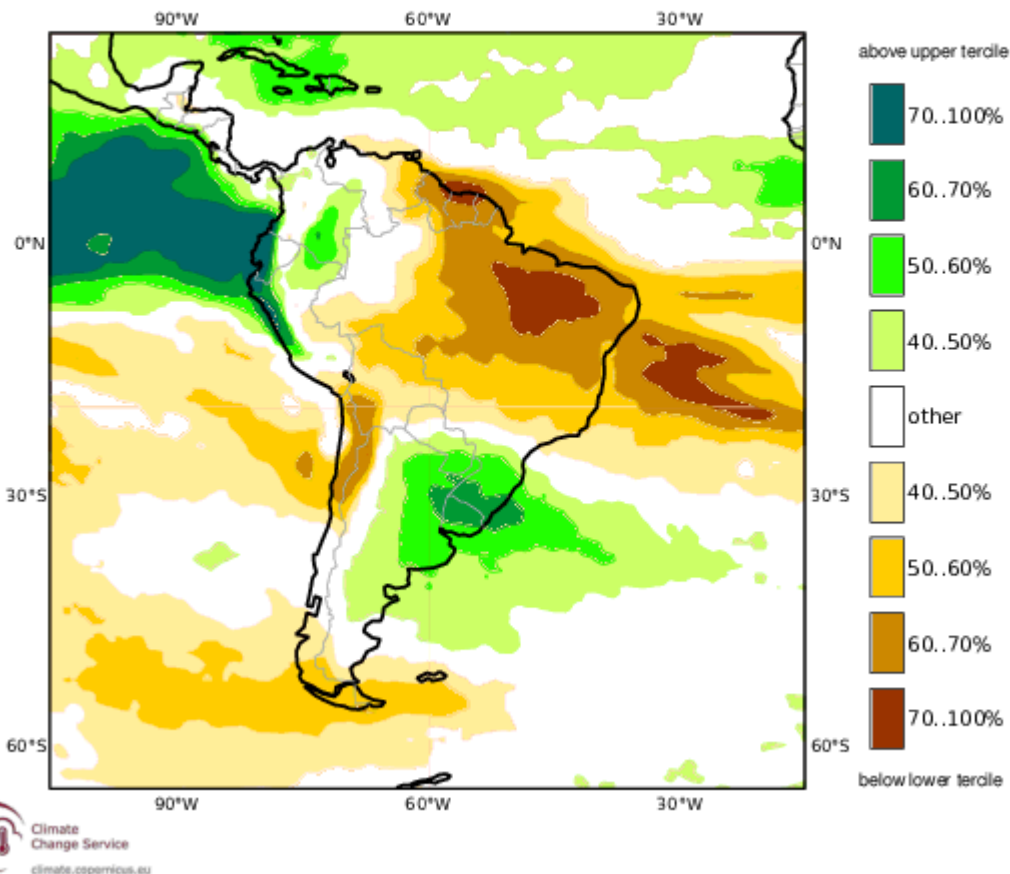 90°W 60°W 30°W
above upper tercile
70..100%
60..70%
0°N 0°N
50..60%
40..50%
other
40..50%
30°S 30°S
50..60%
60..70%
70..100%
60°S 60°S
below lower tercile
90°W 60°W 30°W
Climate
Change Service
climate.copernicus.eu